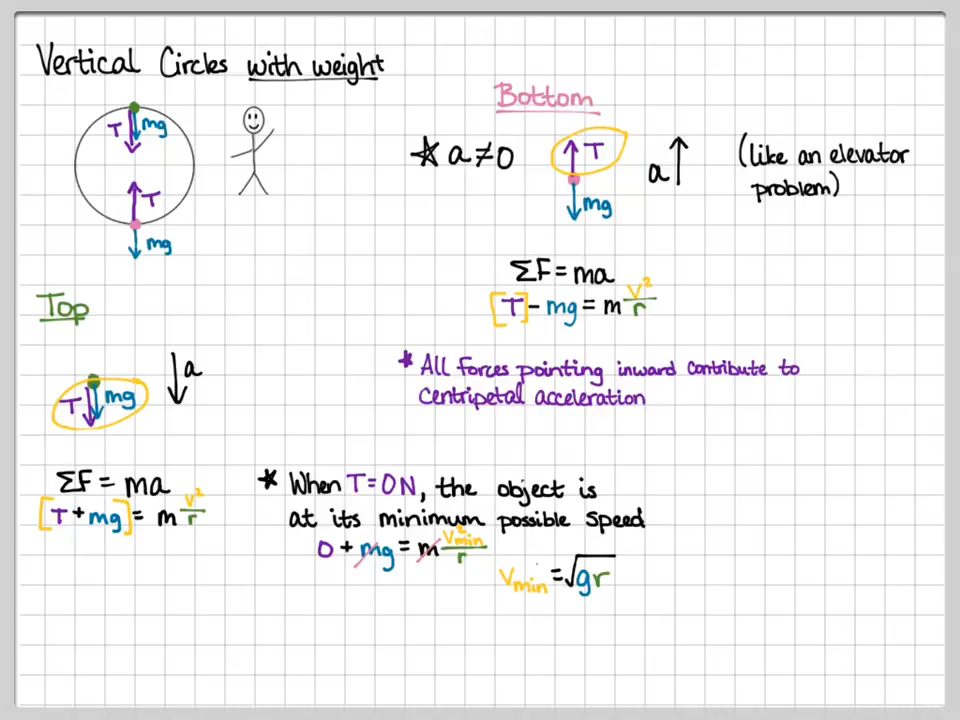 Vertical Circles with weight
T mg
T
mg
Top
T mg
a
ΣF = ma
[T + mg] = m v²/r
Bottom
* a ≠ 0
T
mg
a
(like an elevator
problem)
ΣF = ma
[T] - mg = m v²/r
* All forces pointing inward contribute to
centripetal acceleration
* When T = 0N, the object is
at its minimum possible speed
0 + mg = m v²min/r
vmin = √gr